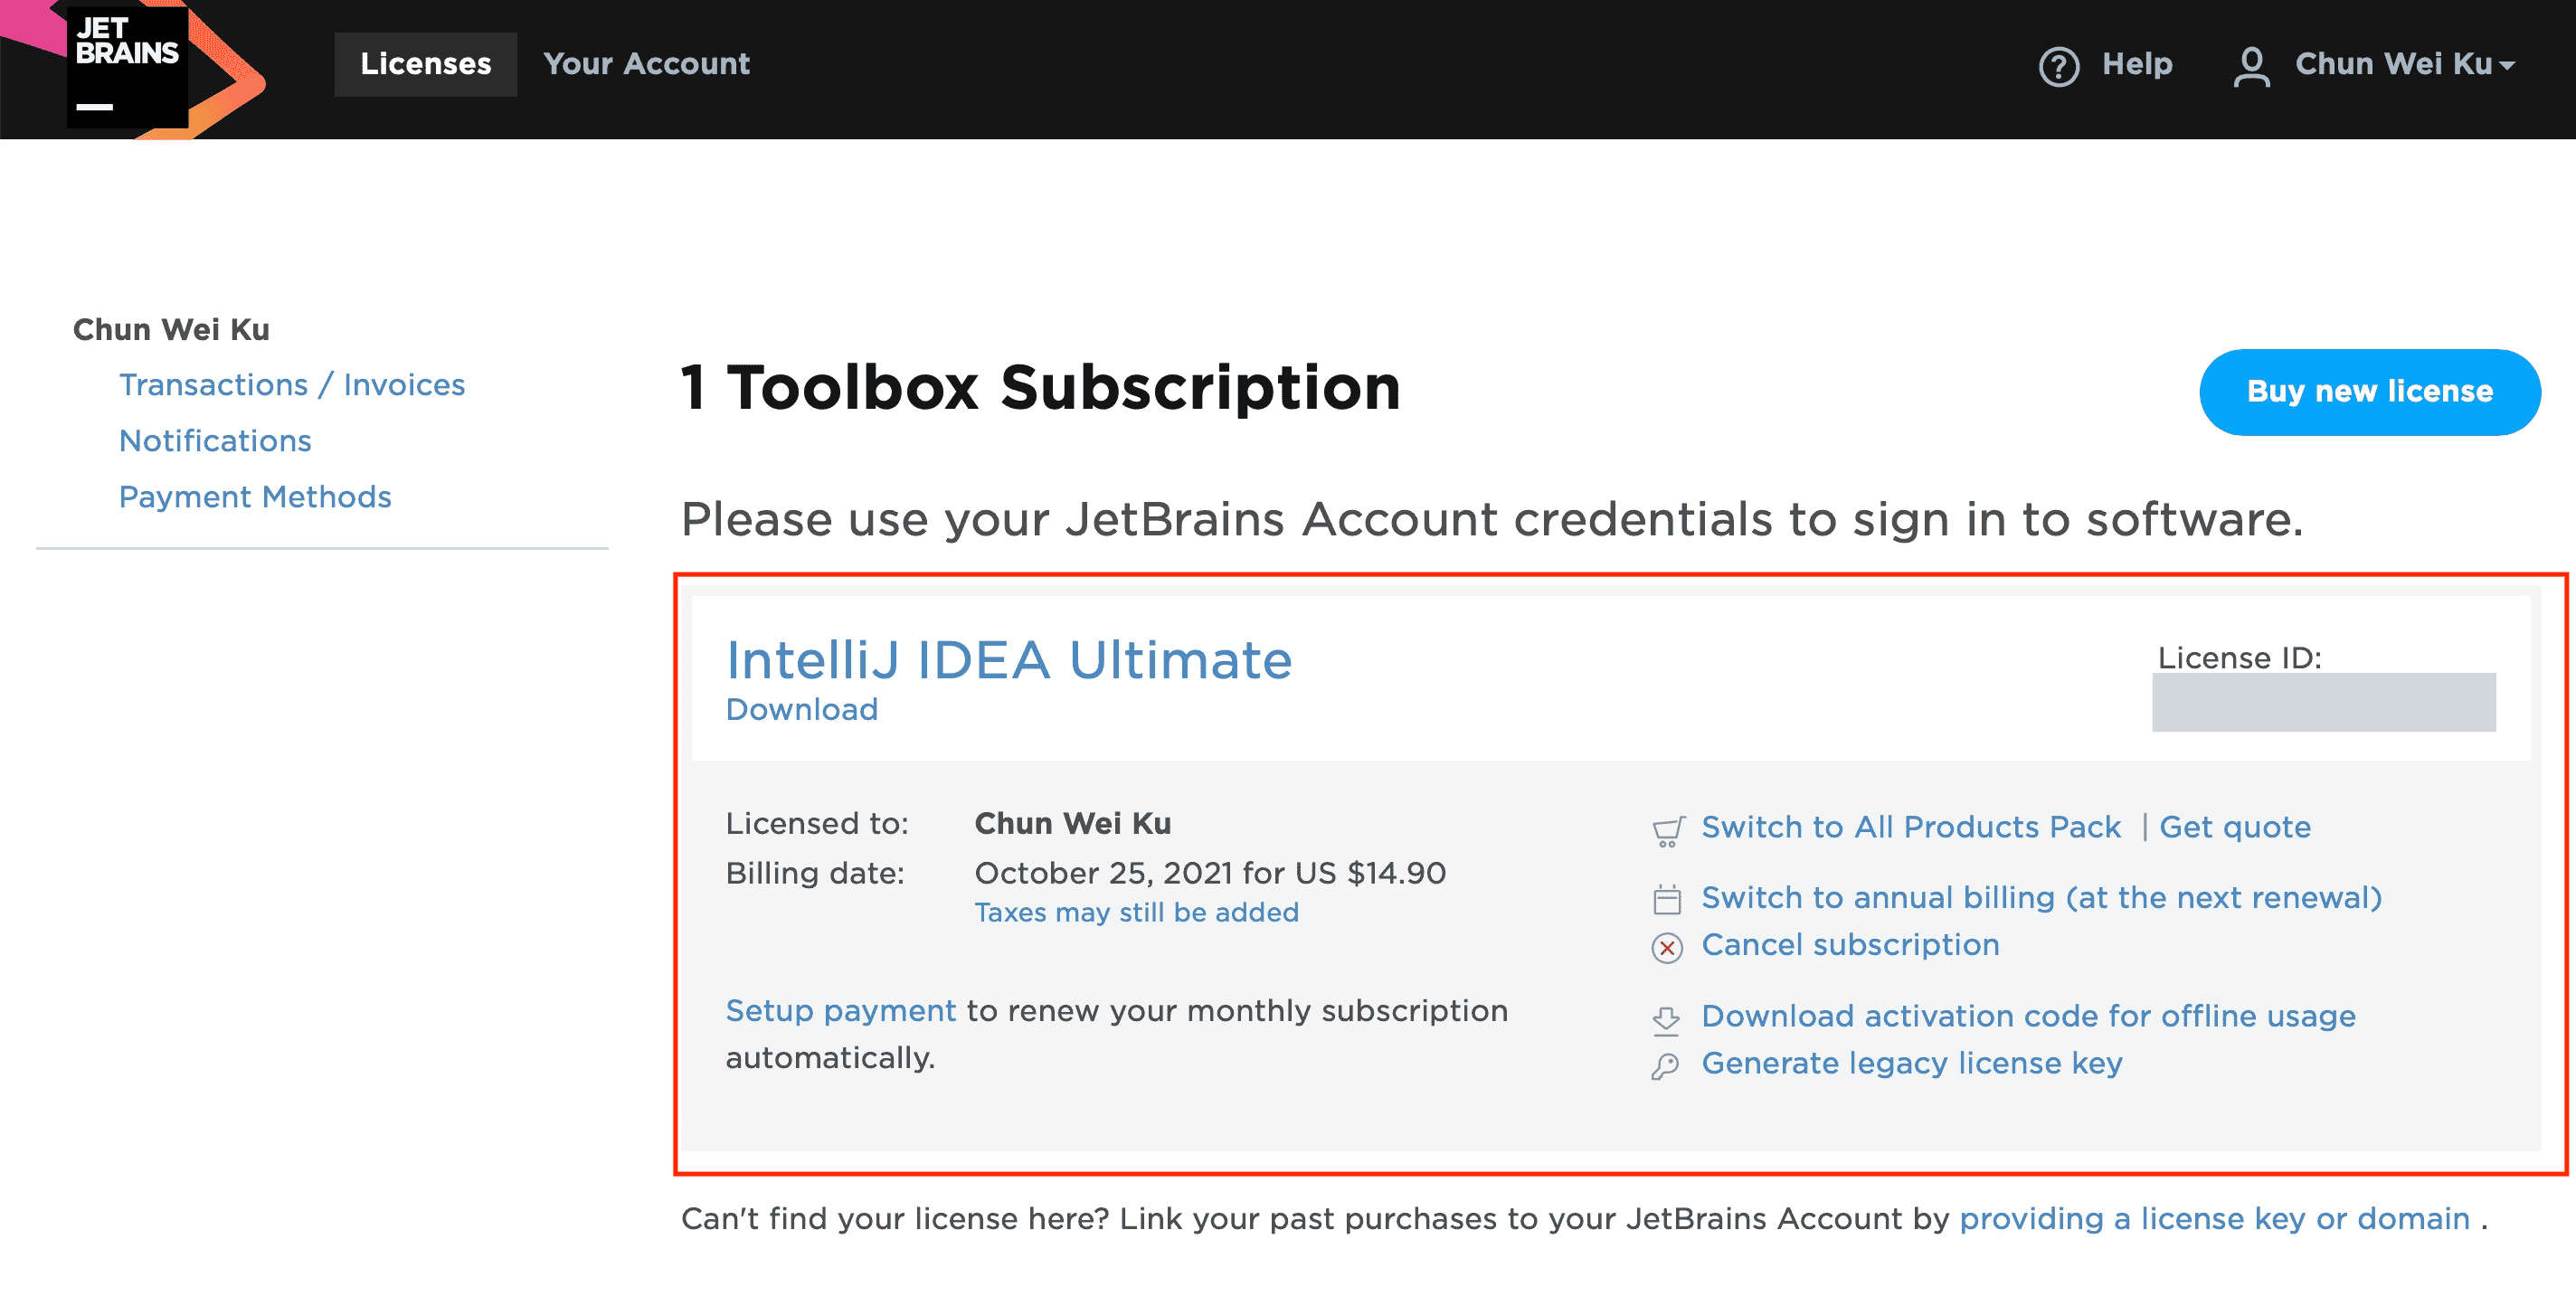 JET
BRAINS
Licenses
Your Account
Help
Chun Wei Ku
Chun Wei Ku
Transactions / Invoices
Notifications
Payment Methods
1 Toolbox Subscription
Buy new license
Please use your JetBrains Account credentials to sign in to software.
IntelliJ IDEA Ultimate
Download
License ID:
Licensed to: Chun Wei Ku
Billing date: October 25, 2021 for US $14.90
Taxes may still be added
Setup payment to renew your monthly subscription
automatically.
Switch to All Products Pack | Get quote
Switch to annual billing (at the next renewal)
Cancel subscription
Download activation code for offline usage
Generate legacy license key
Can't find your license here? Link your past purchases to your JetBrains Account by providing a license key or domain .